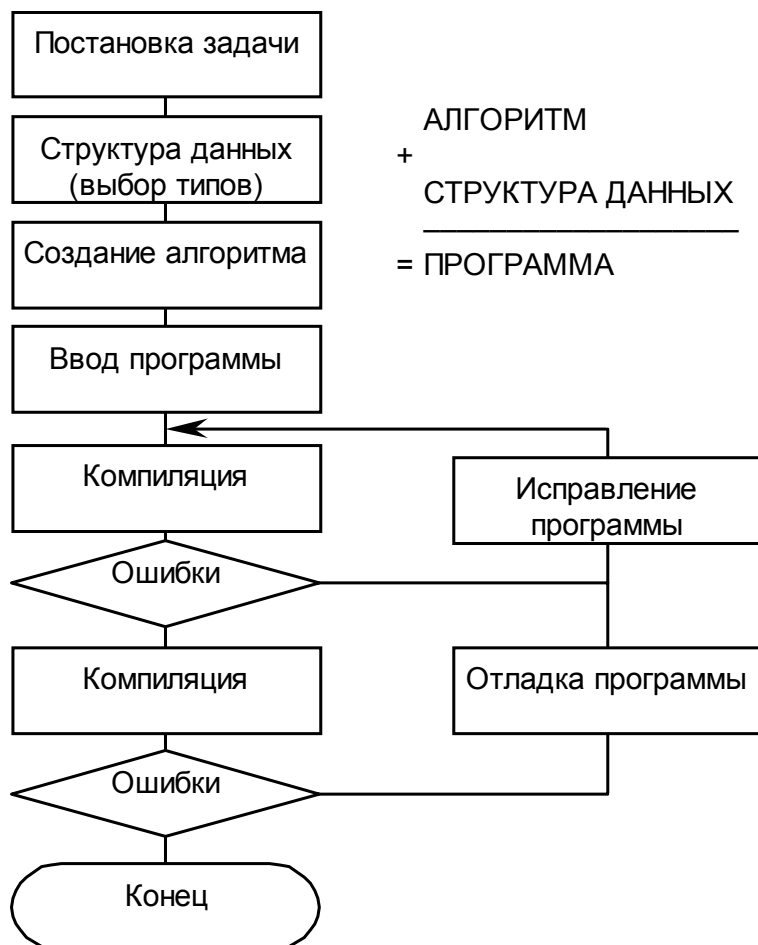 Постановка задачи
Структура данных
(выбор типов)
Создание алгоритма
Ввод программы
Компиляция
Ошибки
Компиляция
Ошибки
Конец
АЛГОРИТМ
+
СТРУКТУРА ДАННЫХ
= ПРОГРАММА
Исправление
программы
Отладка программы